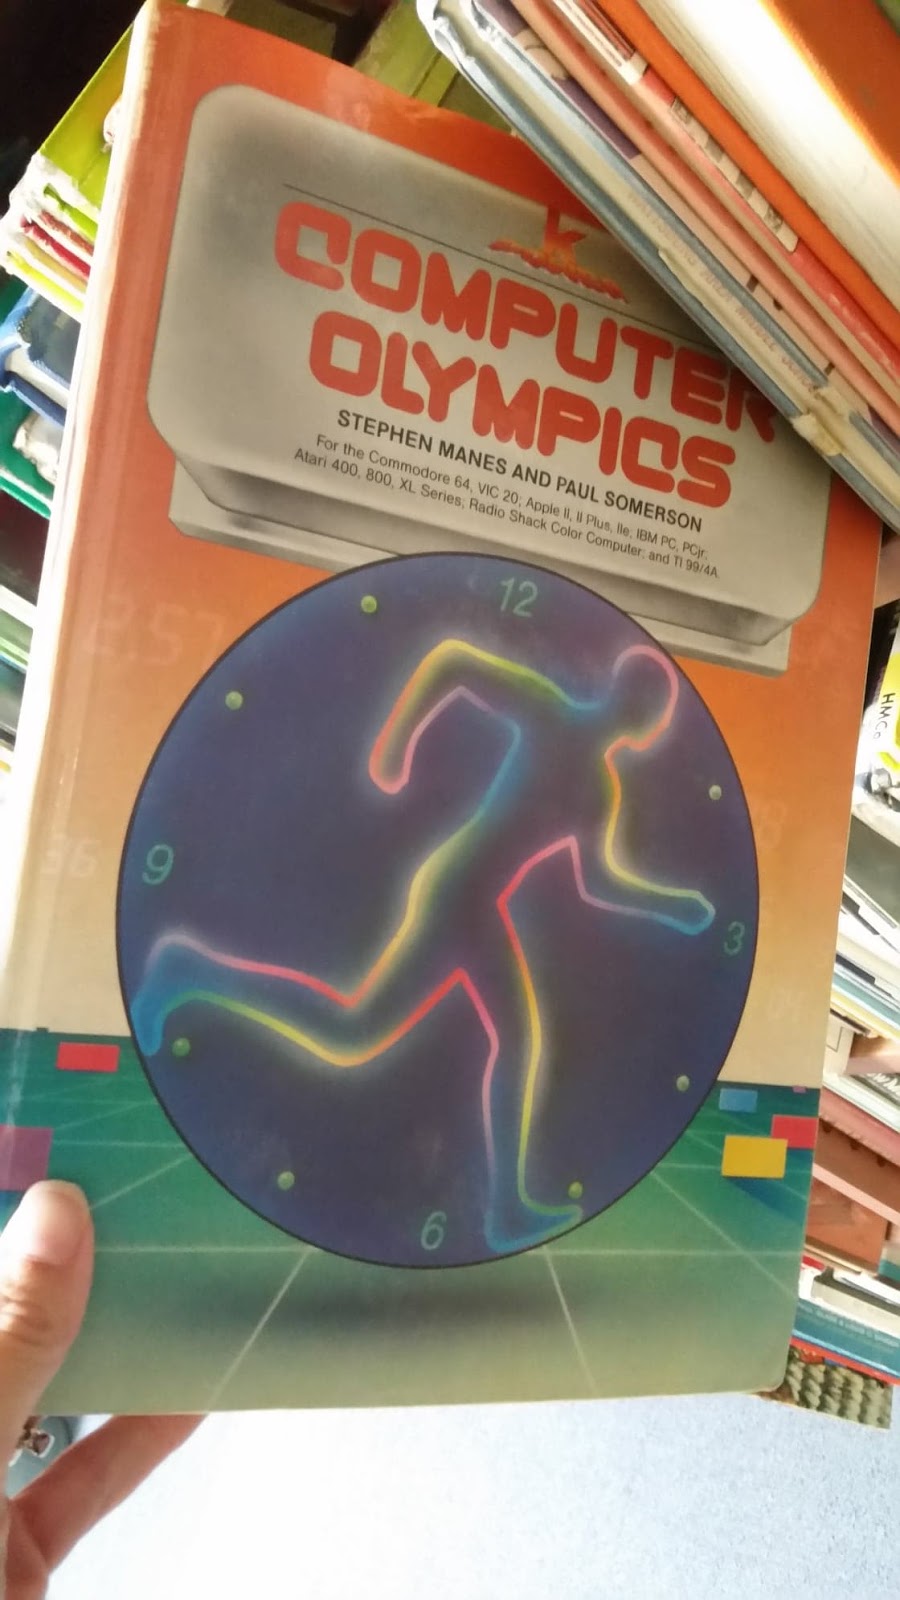 COMPUTER
OLYMPICS
STEPHEN MANES AND PAUL SOMERSON
For the Commodore 64, VIC 20; Apple II, II Plus, IIe; IBM PC, PCjr;
Atari 400, 800, XL Series; Radio Shack Color Computer; and TI 99/4A
12
9
3
6
HMCo